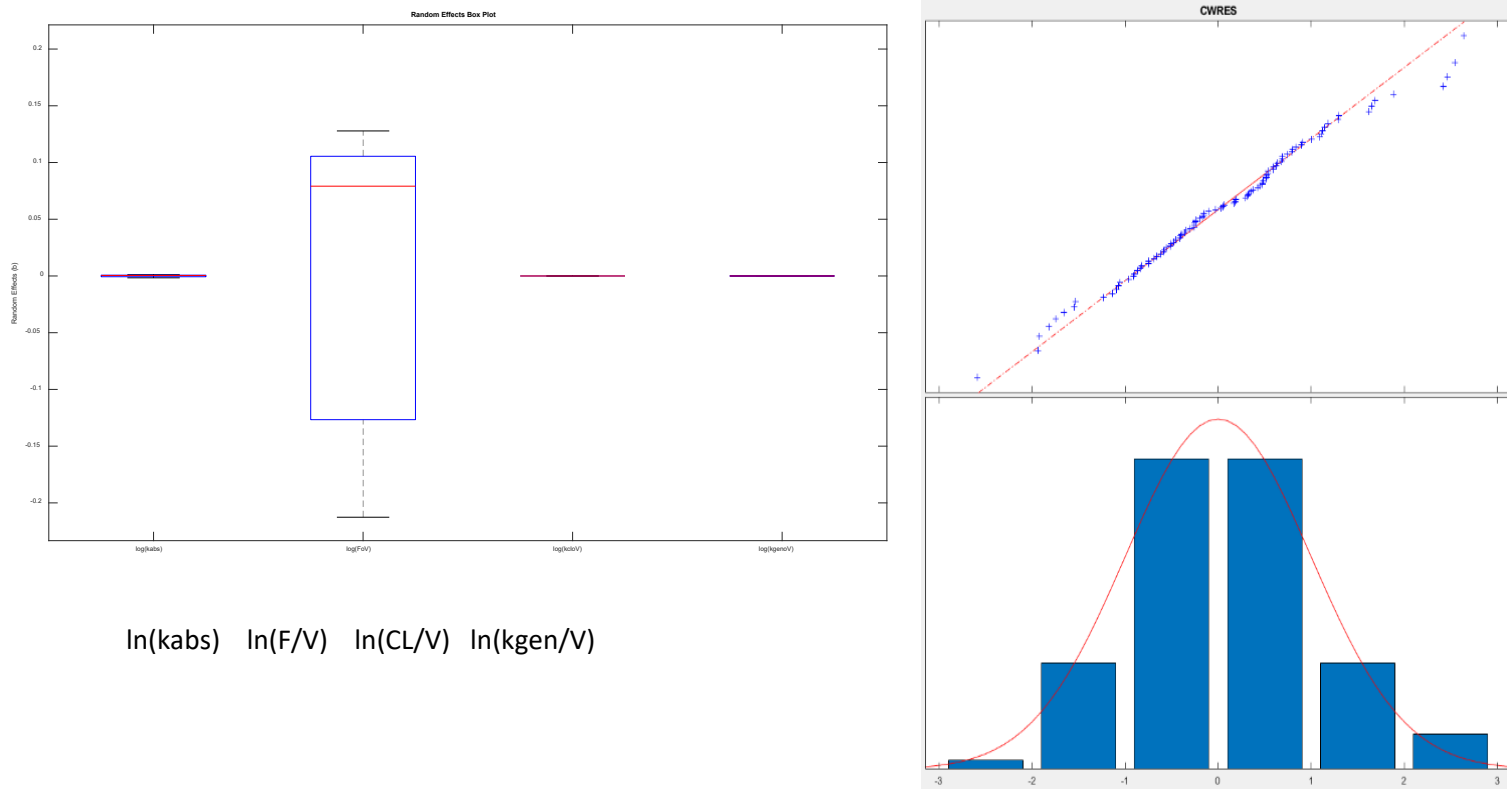 Random Effects Box Plot
Random Effects (b)
0.2
0.15
0.1
0.05
0
-0.05
-0.1
-0.15
-0.2
log(kabs) log(FoV) log(kcloV) log(kgenoV)
ln(kabs) ln(F/V) ln(CL/V) ln(kgen/V)
CWRES
-3 -2 -1 0 1 2 3